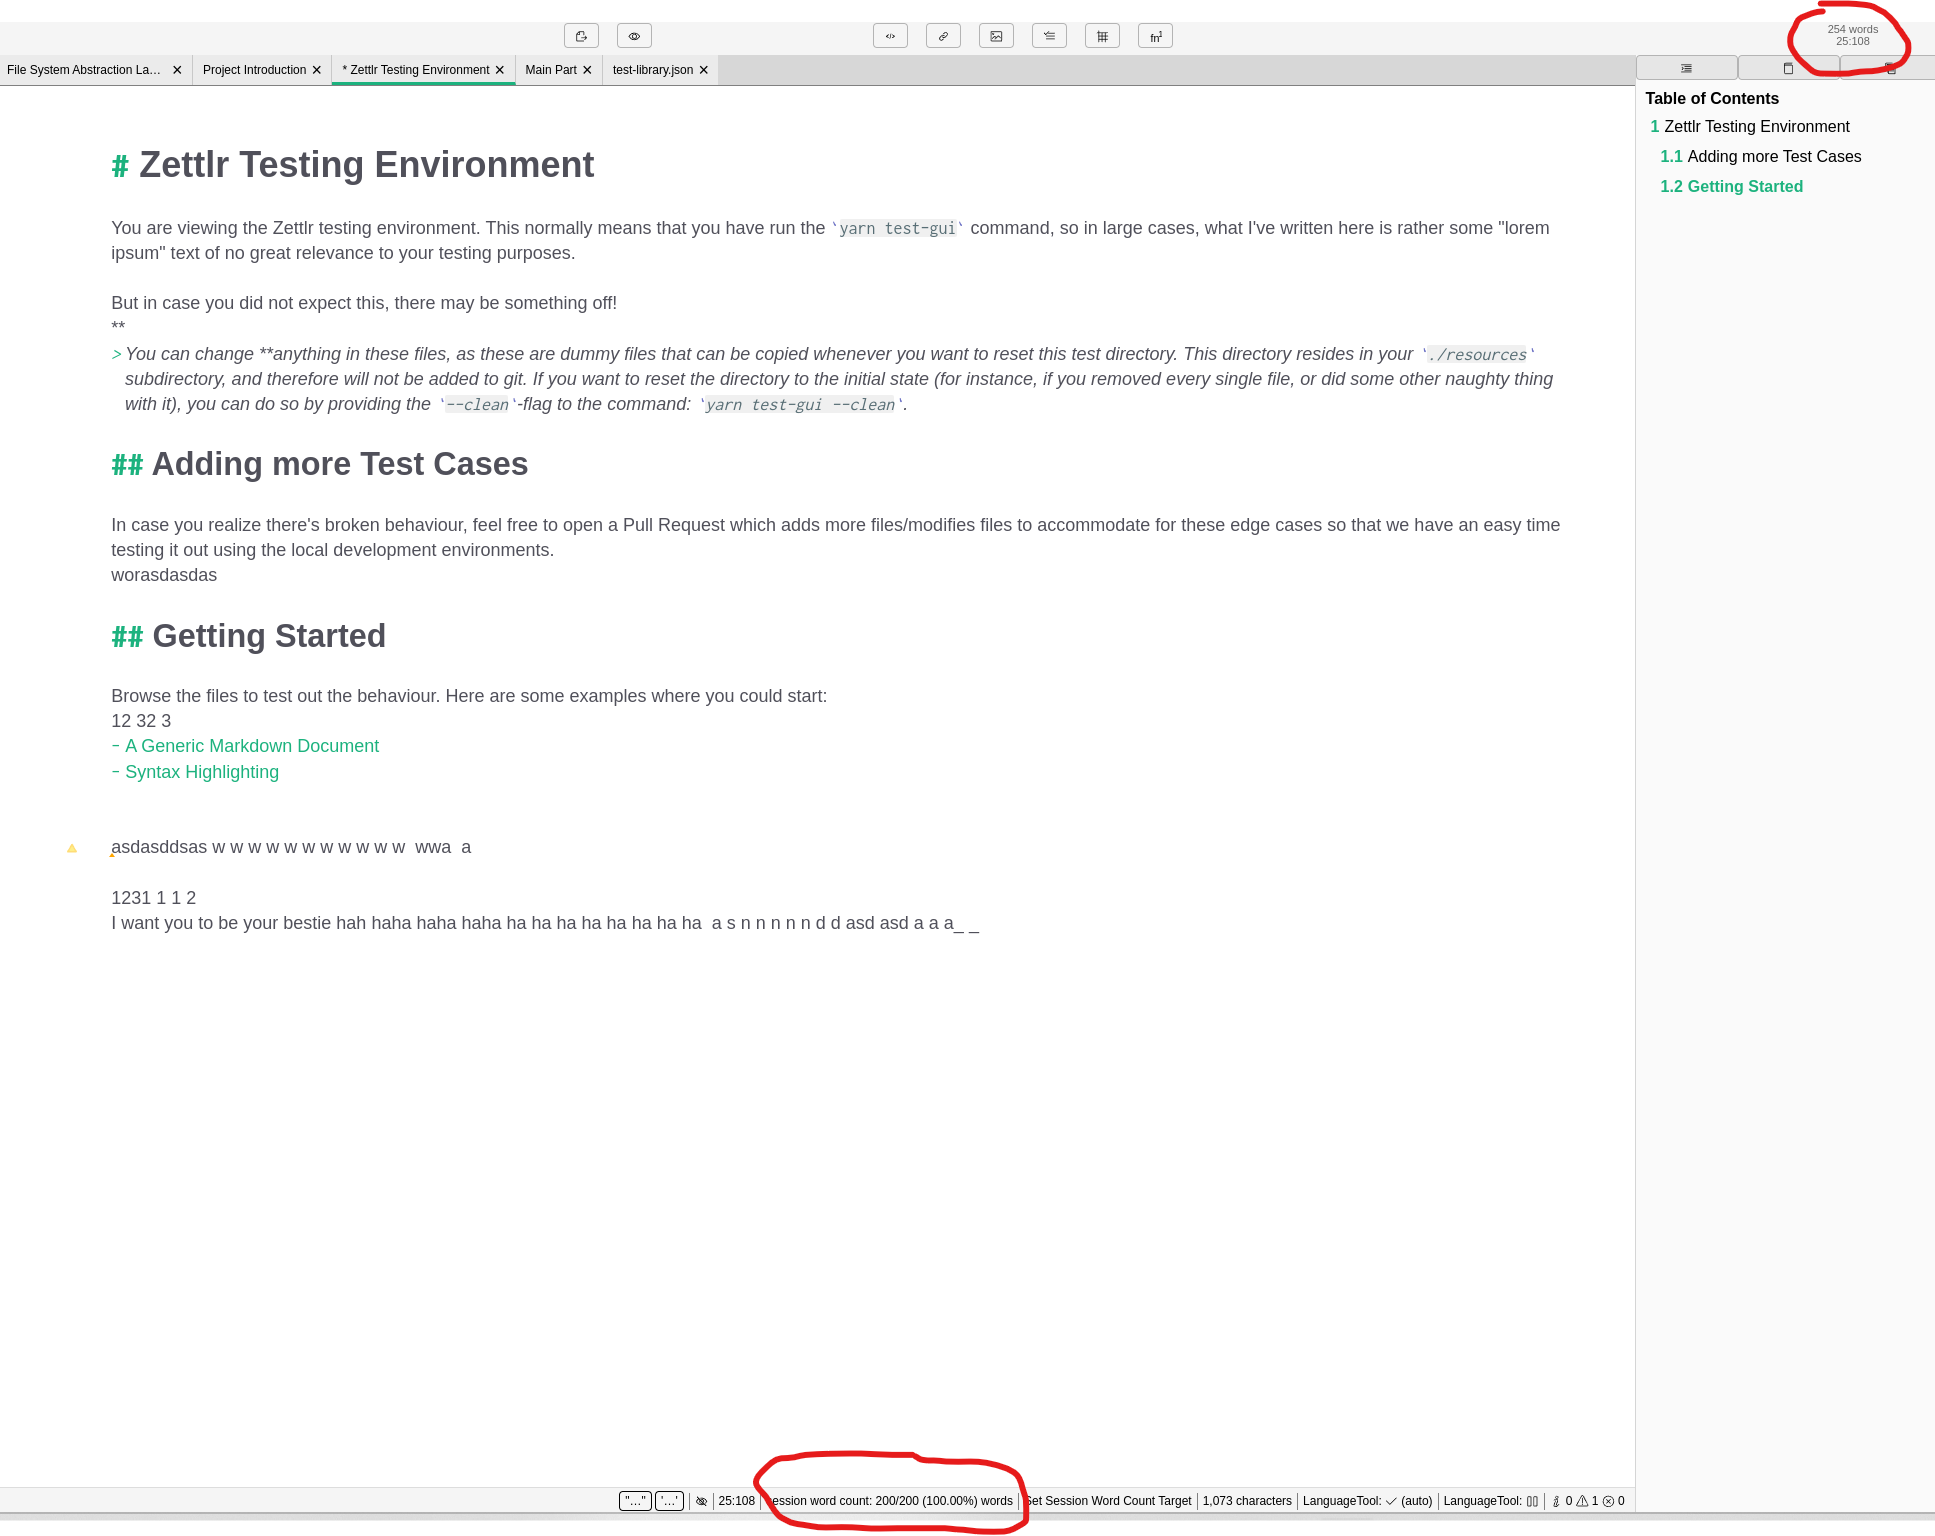 254 words
25:108
fn1
File System Abstraction La… ✕ Project Introduction ✕ * Zettlr Testing Environment ✕ Main Part ✕ test-library.json ✕
# Zettlr Testing Environment
You are viewing the Zettlr testing environment. This normally means that you have run the `yarn test-gui` command, so in large cases, what I've written here is rather some "lorem
ipsum" text of no great relevance to your testing purposes.
But in case you did not expect this, there may be something off!
**
> You can change **anything in these files, as these are dummy files that can be copied whenever you want to reset this test directory. This directory resides in your `./resources`
subdirectory, and therefore will not be added to git. If you want to reset the directory to the initial state (for instance, if you removed every single file, or did some other naughty thing
with it), you can do so by providing the `--clean`-flag to the command: `yarn test-gui --clean`.
## Adding more Test Cases
In case you realize there's broken behaviour, feel free to open a Pull Request which adds more files/modifies files to accommodate for these edge cases so that we have an easy time
testing it out using the local development environments.
worasdasdas
## Getting Started
Browse the files to test out the behaviour. Here are some examples where you could start:
12 32 3
- A Generic Markdown Document
- Syntax Highlighting
asdasddsas w w w w w w w w w w w  wwa  a
1231 1 1 2
I want you to be your bestie hah haha haha haha ha ha ha ha ha ha ha ha  a s n n n n n d d asd asd a a a_ _
Table of Contents
1 Zettlr Testing Environment
1.1 Adding more Test Cases
1.2 Getting Started
"…" '…' 25:108 session word count: 200/200 (100.00%) words Set Session Word Count Target 1,073 characters LanguageTool: ✓ (auto) LanguageTool: 0 1 0